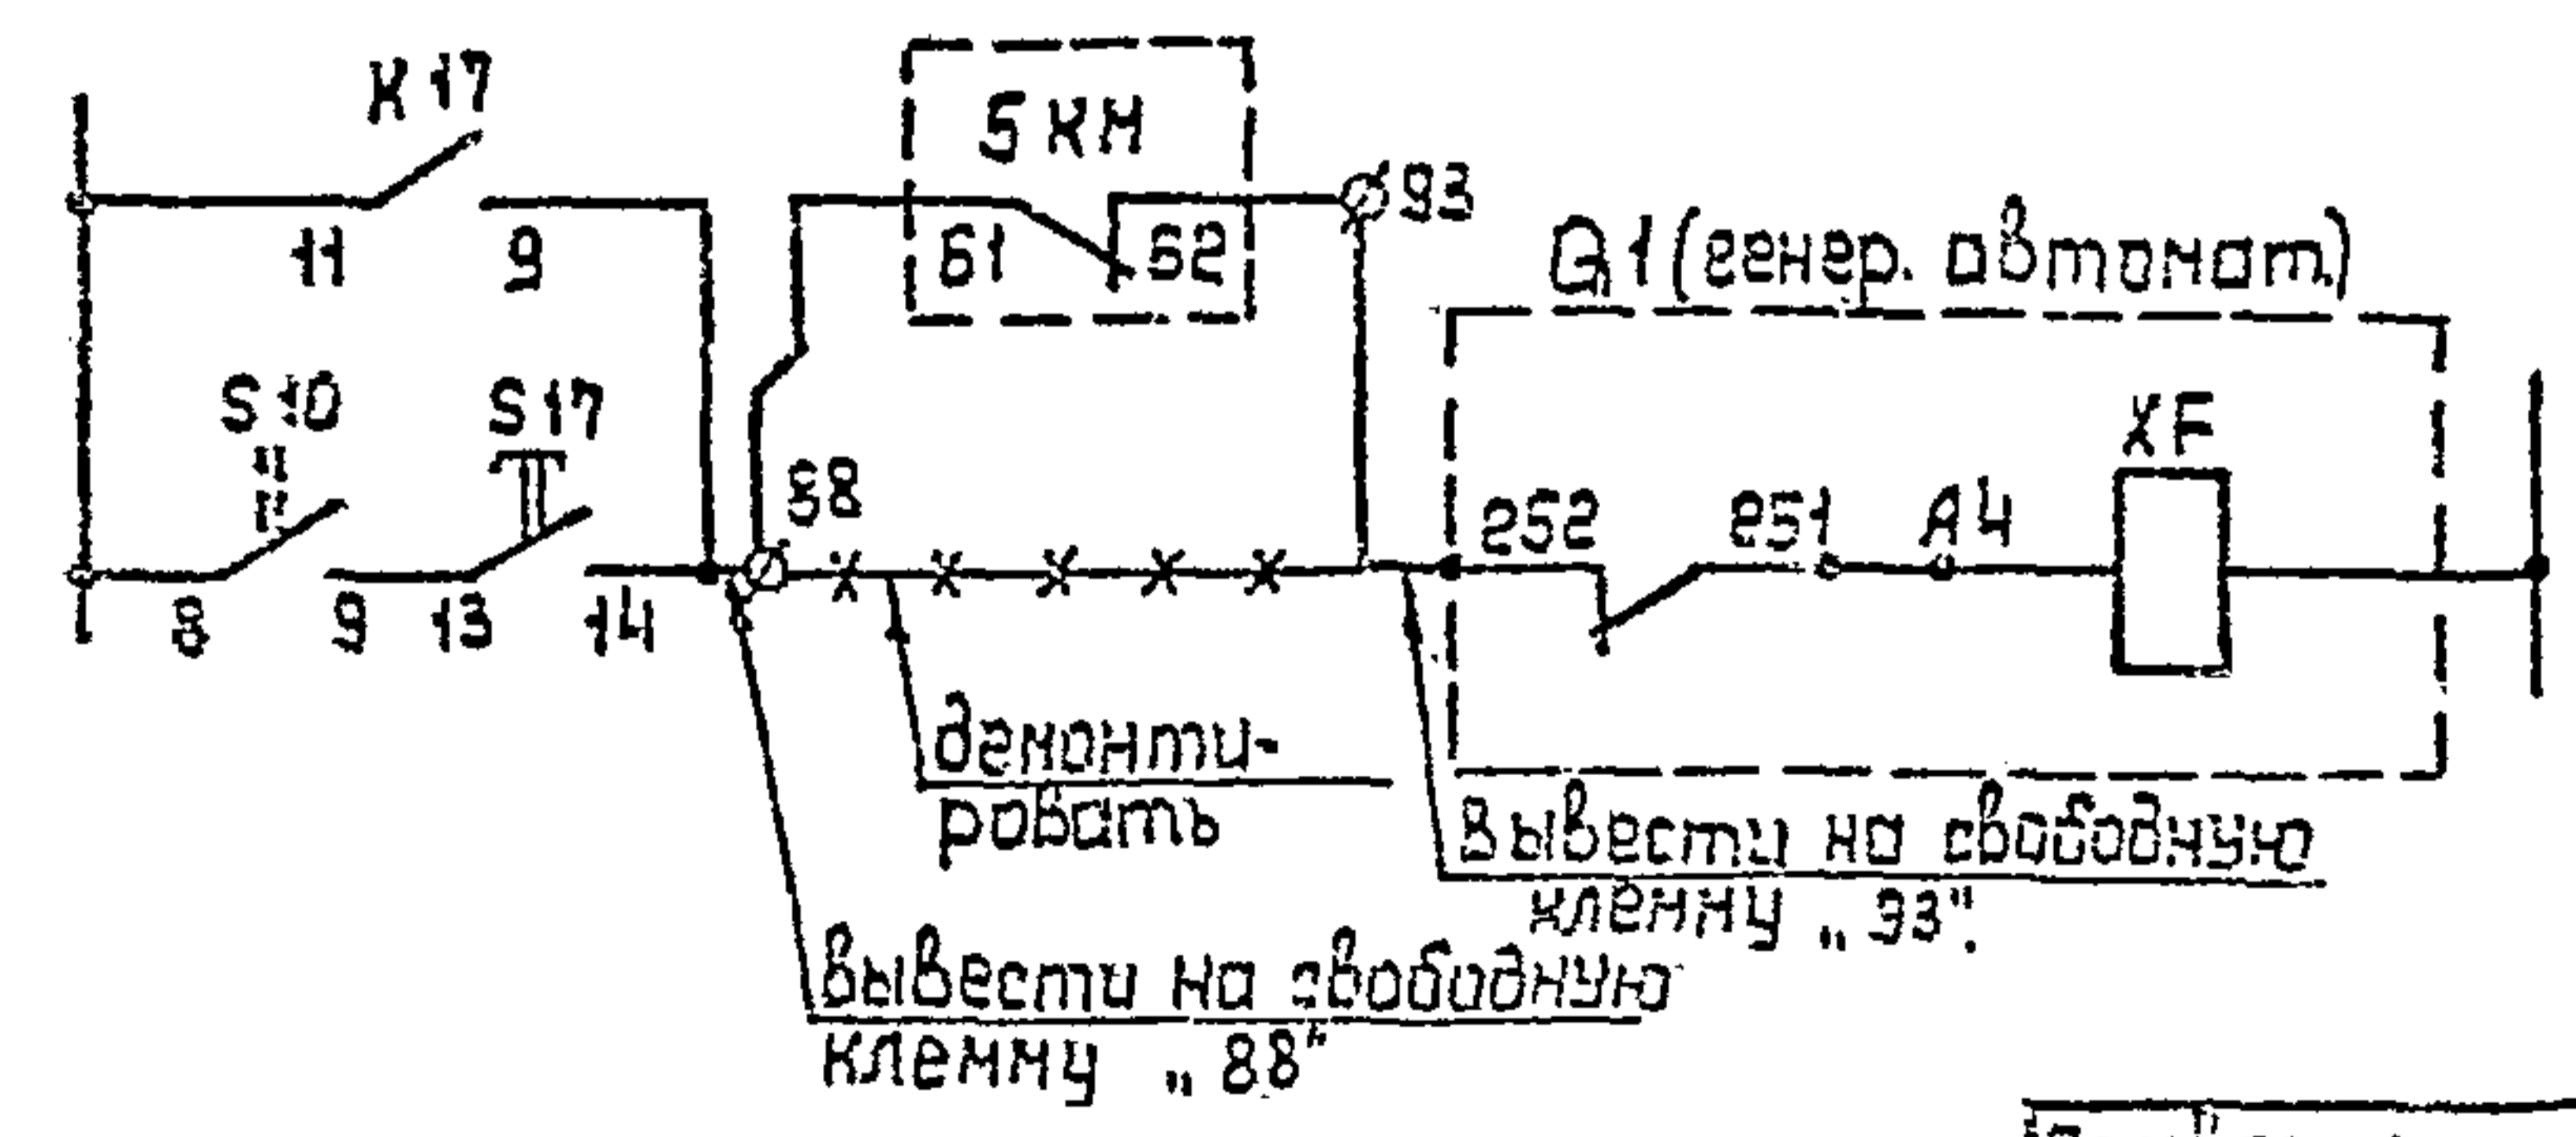 К17
5КМ
93
11
9
61
62
G1 (генер. автомат)
S10
S17
88
252
251
А4
XF
8
9
13
14
демонти-
ровать
вывести на свободную
клемму „93".
вывести на свободную
клемму „88"